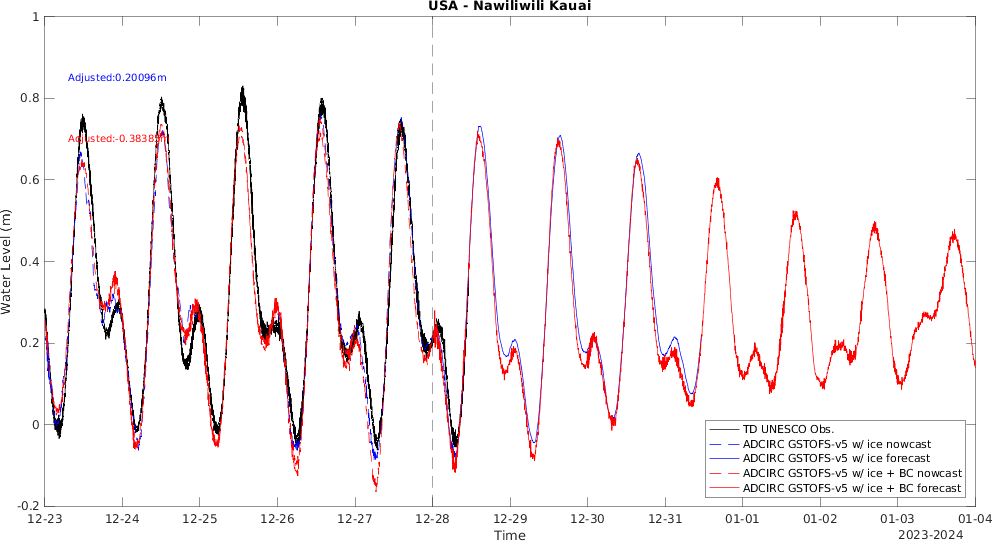 USA - Nawiliwili Kauai
1
0.8
0.6
0.4
0.2
0
-0.2
Water Level (m)
Adjusted:0.20096m
Adjusted:-0.3838
TD UNESCO Obs.
ADCIRC GSTOFS-v5 w/ ice nowcast
ADCIRC GSTOFS-v5 w/ ice forecast
ADCIRC GSTOFS-v5 w/ ice + BC nowcast
ADCIRC GSTOFS-v5 w/ ice + BC forecast
12-23 12-24 12-25 12-26 12-27 12-28 12-29 12-30 12-31 01-01 01-02 01-03 01-04
Time
2023-2024